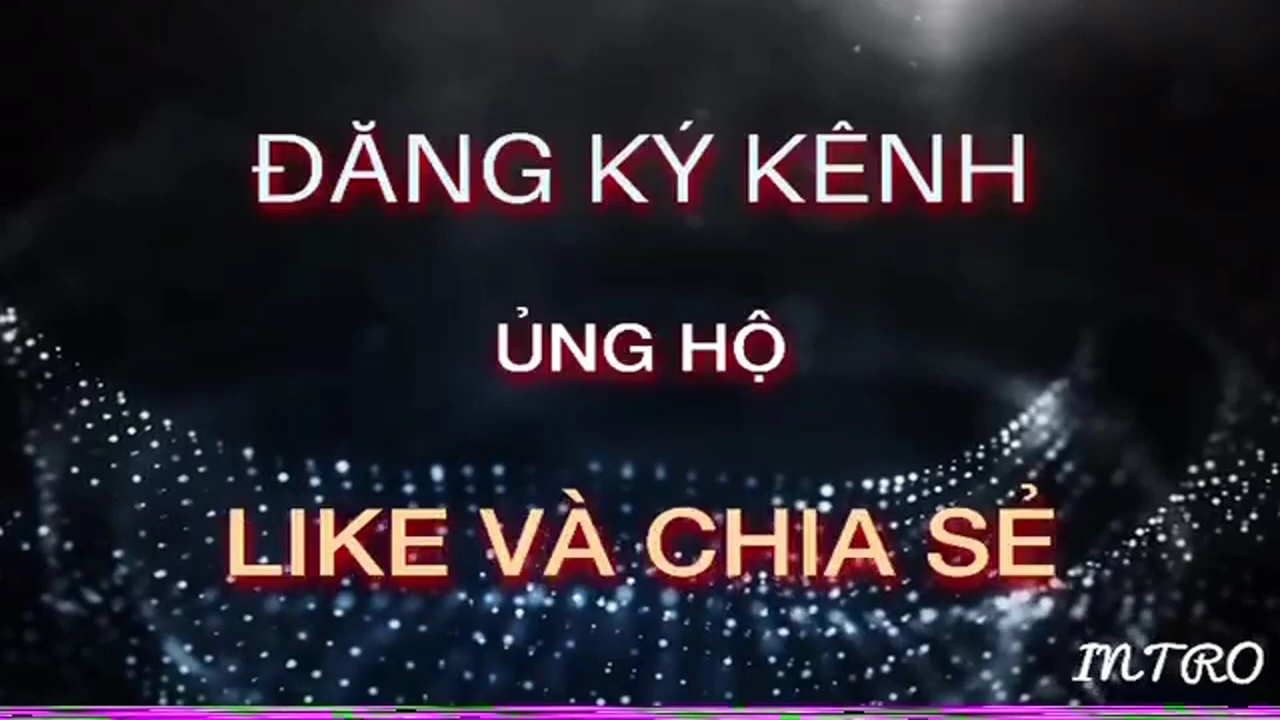 ĐĂNG KÝ KÊNH
ỦNG HỘ
LIKE VÀ CHIA SẺ
INTRO